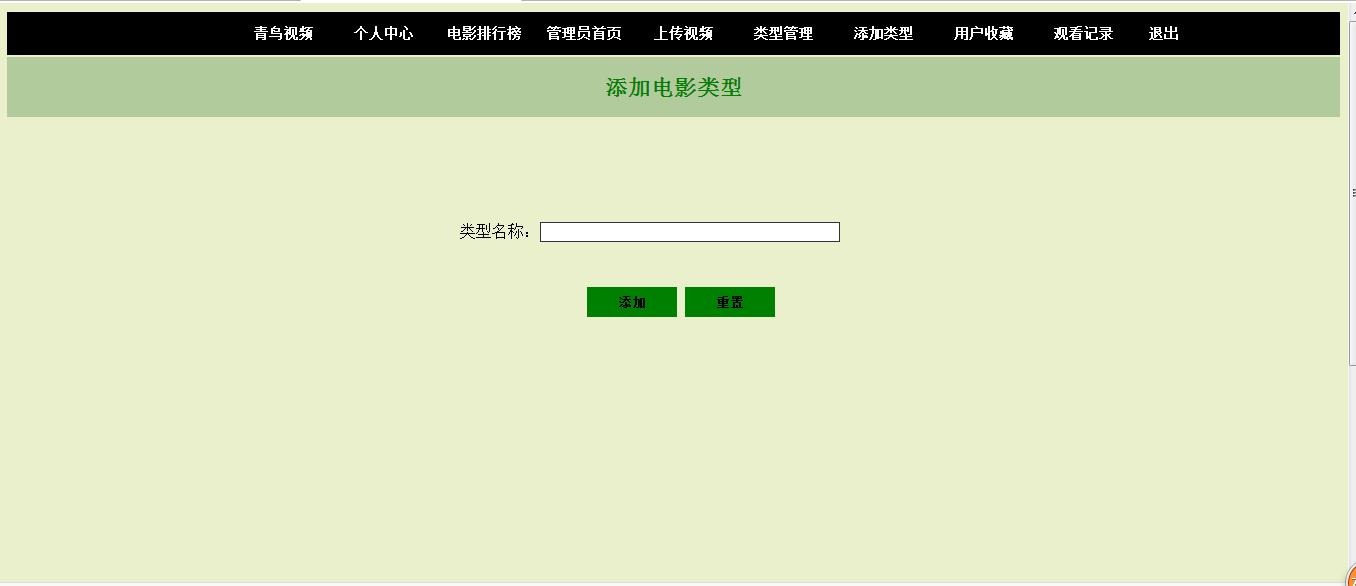 青鸟视频 个人中心 电影排行榜 管理员首页 上传视频 类型管理 添加类型 用户收藏 观看记录 退出
添加电影类型
类型名称：
添加 重置